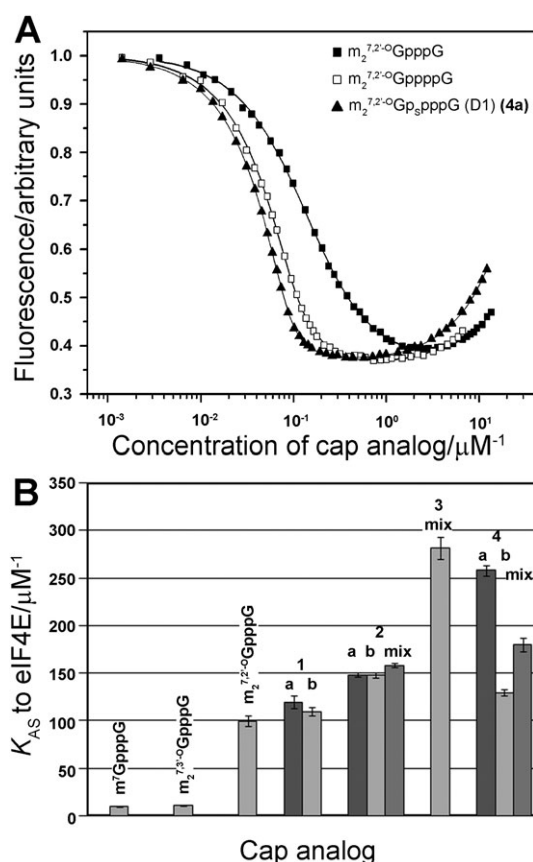 A
Fluorescence/arbitrary units
1.0
0.9
0.8
0.7
0.6
0.5
0.4
0.3
■ m₂⁷,²'⁻ᴼGpppG
□ m₂⁷,²'⁻ᴼGppppG
▲ m₂⁷,²'⁻ᴼGpₛpppG (D1) (4a)
10⁻³ 10⁻² 10⁻¹ 10⁰ 10¹
Concentration of cap analog/μM⁻¹
B
K_AS to eIF4E/μM⁻¹
350
300
250
200
150
100
50
0
m⁷GpppG
m₂⁷,³'⁻ᴼGpppG
m₂⁷,²'⁻ᴼGpppG
1
a b
2
a b mix
3
mix
4
a b mix
Cap analog